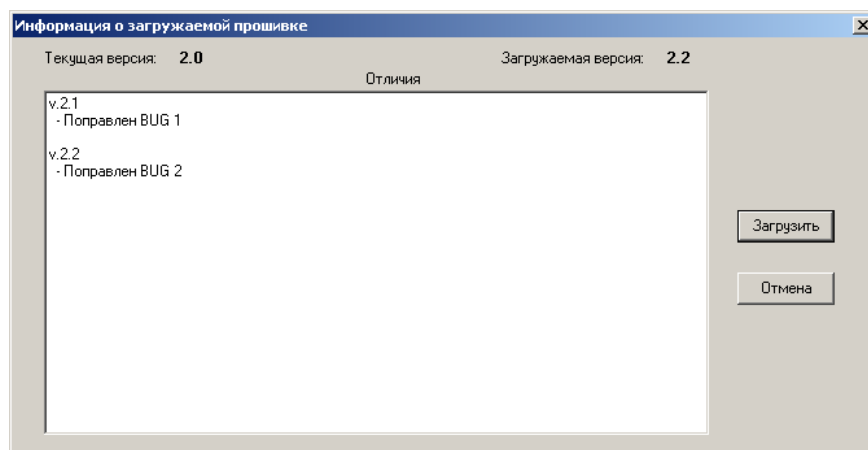 Информация о загружаемой прошивке
Текущая версия: 2.0 Загружаемая версия: 2.2
Отличия
v.2.1
- Поправлен BUG 1
v.2.2
- Поправлен BUG 2
Загрузить
Отмена